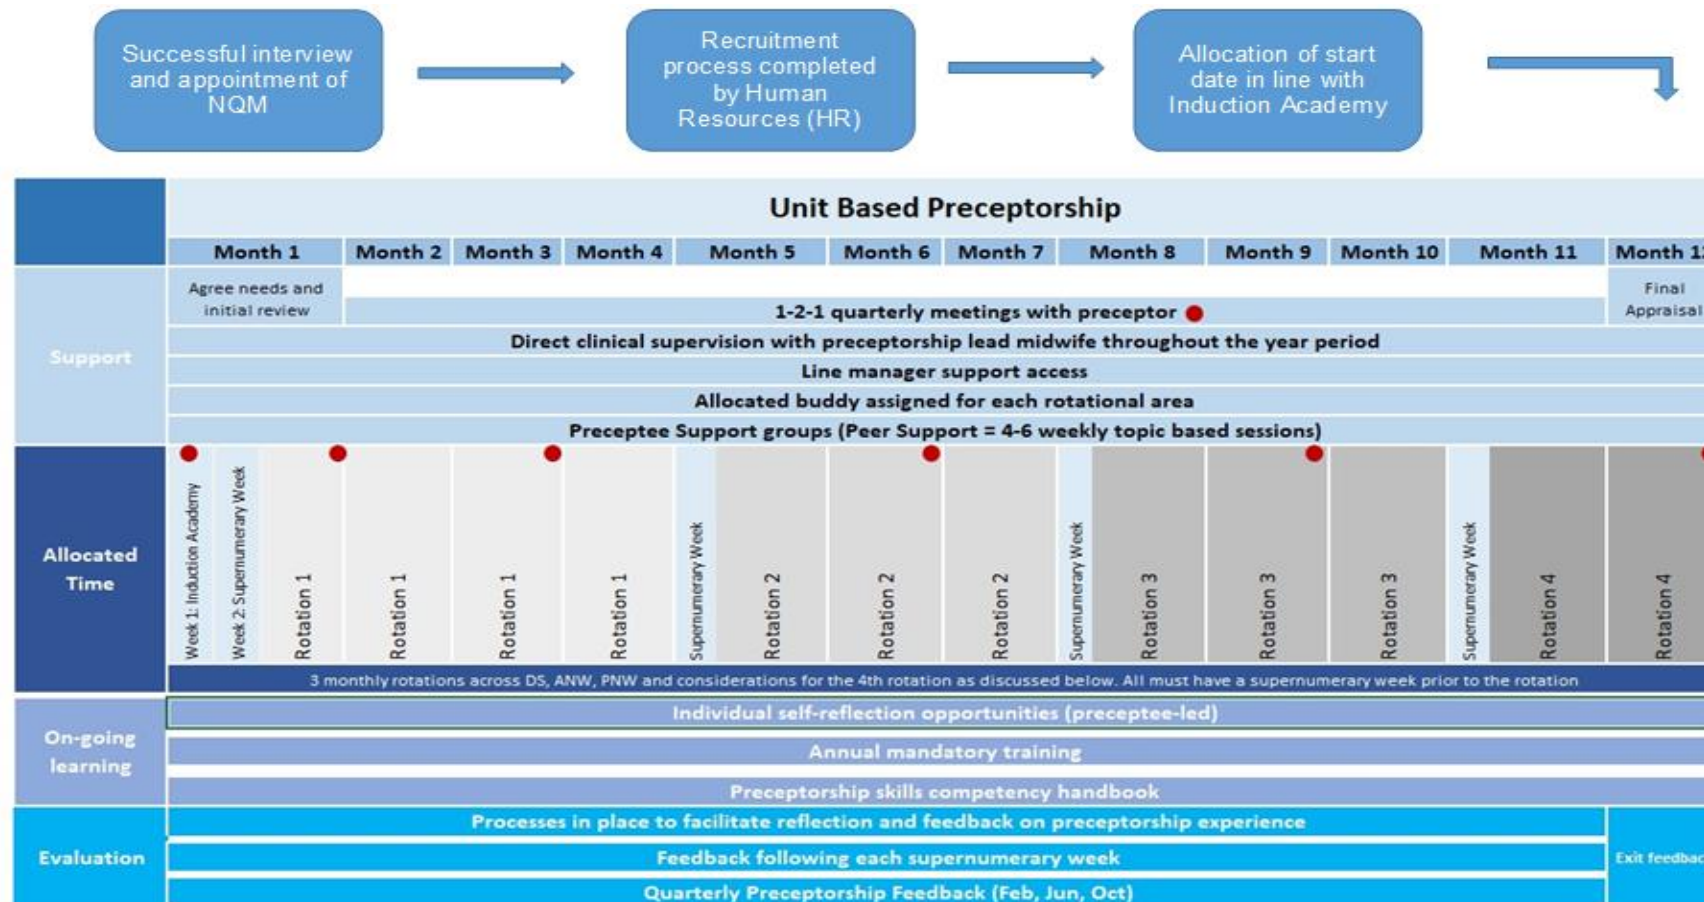 Successful interview
and appointment of
NQM
Recruitment
process completed
by Human
Resources (HR)
Allocation of start
date in line with
Induction Academy
Unit Based Preceptorship
Month 1
Month 2
Month 3
Month 4
Month 5
Month 6
Month 7
Month 8
Month 9
Month 10
Month 11
Month 1
Support
Agree needs and
initial review
1-2-1 quarterly meetings with preceptor
Final
Appraisal
Direct clinical supervision with preceptorship lead midwife throughout the year period
Line manager support access
Allocated buddy assigned for each rotational area
Preceptee Support groups (Peer Support = 4-6 weekly topic based sessions)
Allocated
Time
Week 1: Induction Academy
Week 2: Supernumerary Week
Rotation 1
Rotation 1
Rotation 1
Rotation 1
Supernumerary Week
Rotation 2
Rotation 2
Rotation 2
Supernumerary Week
Rotation 3
Rotation 3
Rotation 3
Supernumerary Week
Rotation 4
Rotation 4
3 monthly rotations across DS, ANW, PNW and considerations for the 4th rotation as discussed below. All must have a supernumerary week prior to the rotation
On-going
learning
Individual self-reflection opportunities (preceptee-led)
Annual mandatory training
Preceptorship skills competency handbook
Evaluation
Processes in place to facilitate reflection and feedback on preceptorship experience
Feedback following each supernumerary week
Quarterly Preceptorship Feedback (Feb, Jun, Oct)
Exit feedbac